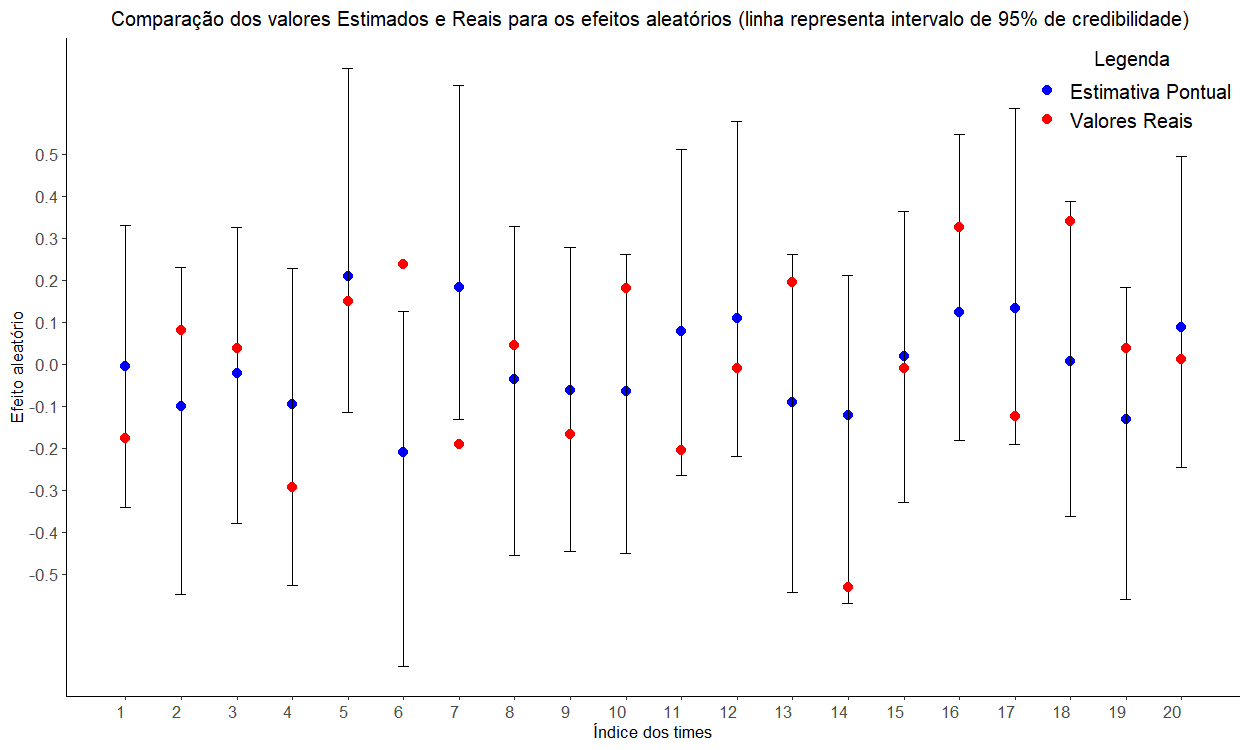 Comparação dos valores Estimados e Reais para os efeitos aleatórios (linha representa intervalo de 95% de credibilidade)
Legenda
Estimativa Pontual
Valores Reais
0.5
0.4
0.3
0.2
0.1
0.0
-0.1
-0.2
-0.3
-0.4
-0.5
Efeito aleatório
1 2 3 4 5 6 7 8 9 10 11 12 13 14 15 16 17 18 19 20
Índice dos times